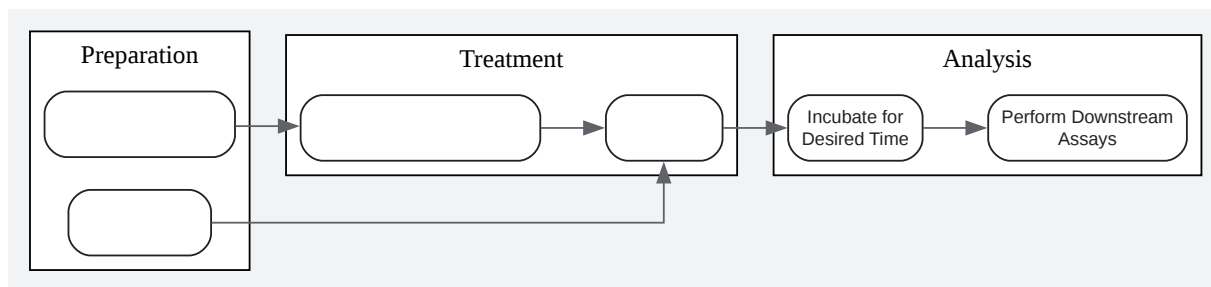 Preparation
Treatment
Analysis
Incubate for
Desired Time
Perform Downstream
Assays